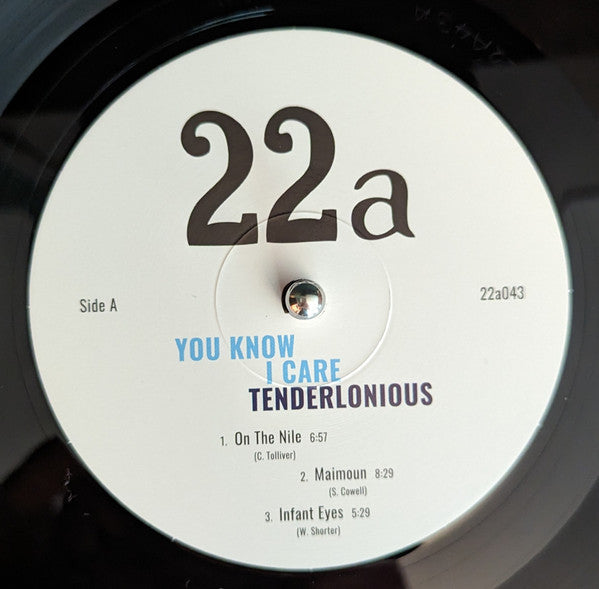 22a
Side A
22a043
YOU KNOW
I CARE
TENDERLONIOUS
1. On The Nile 6:57
(C. Tolliver)
2. Maimoun 8:29
(S. Cowell)
3. Infant Eyes 5:29
(W. Shorter)